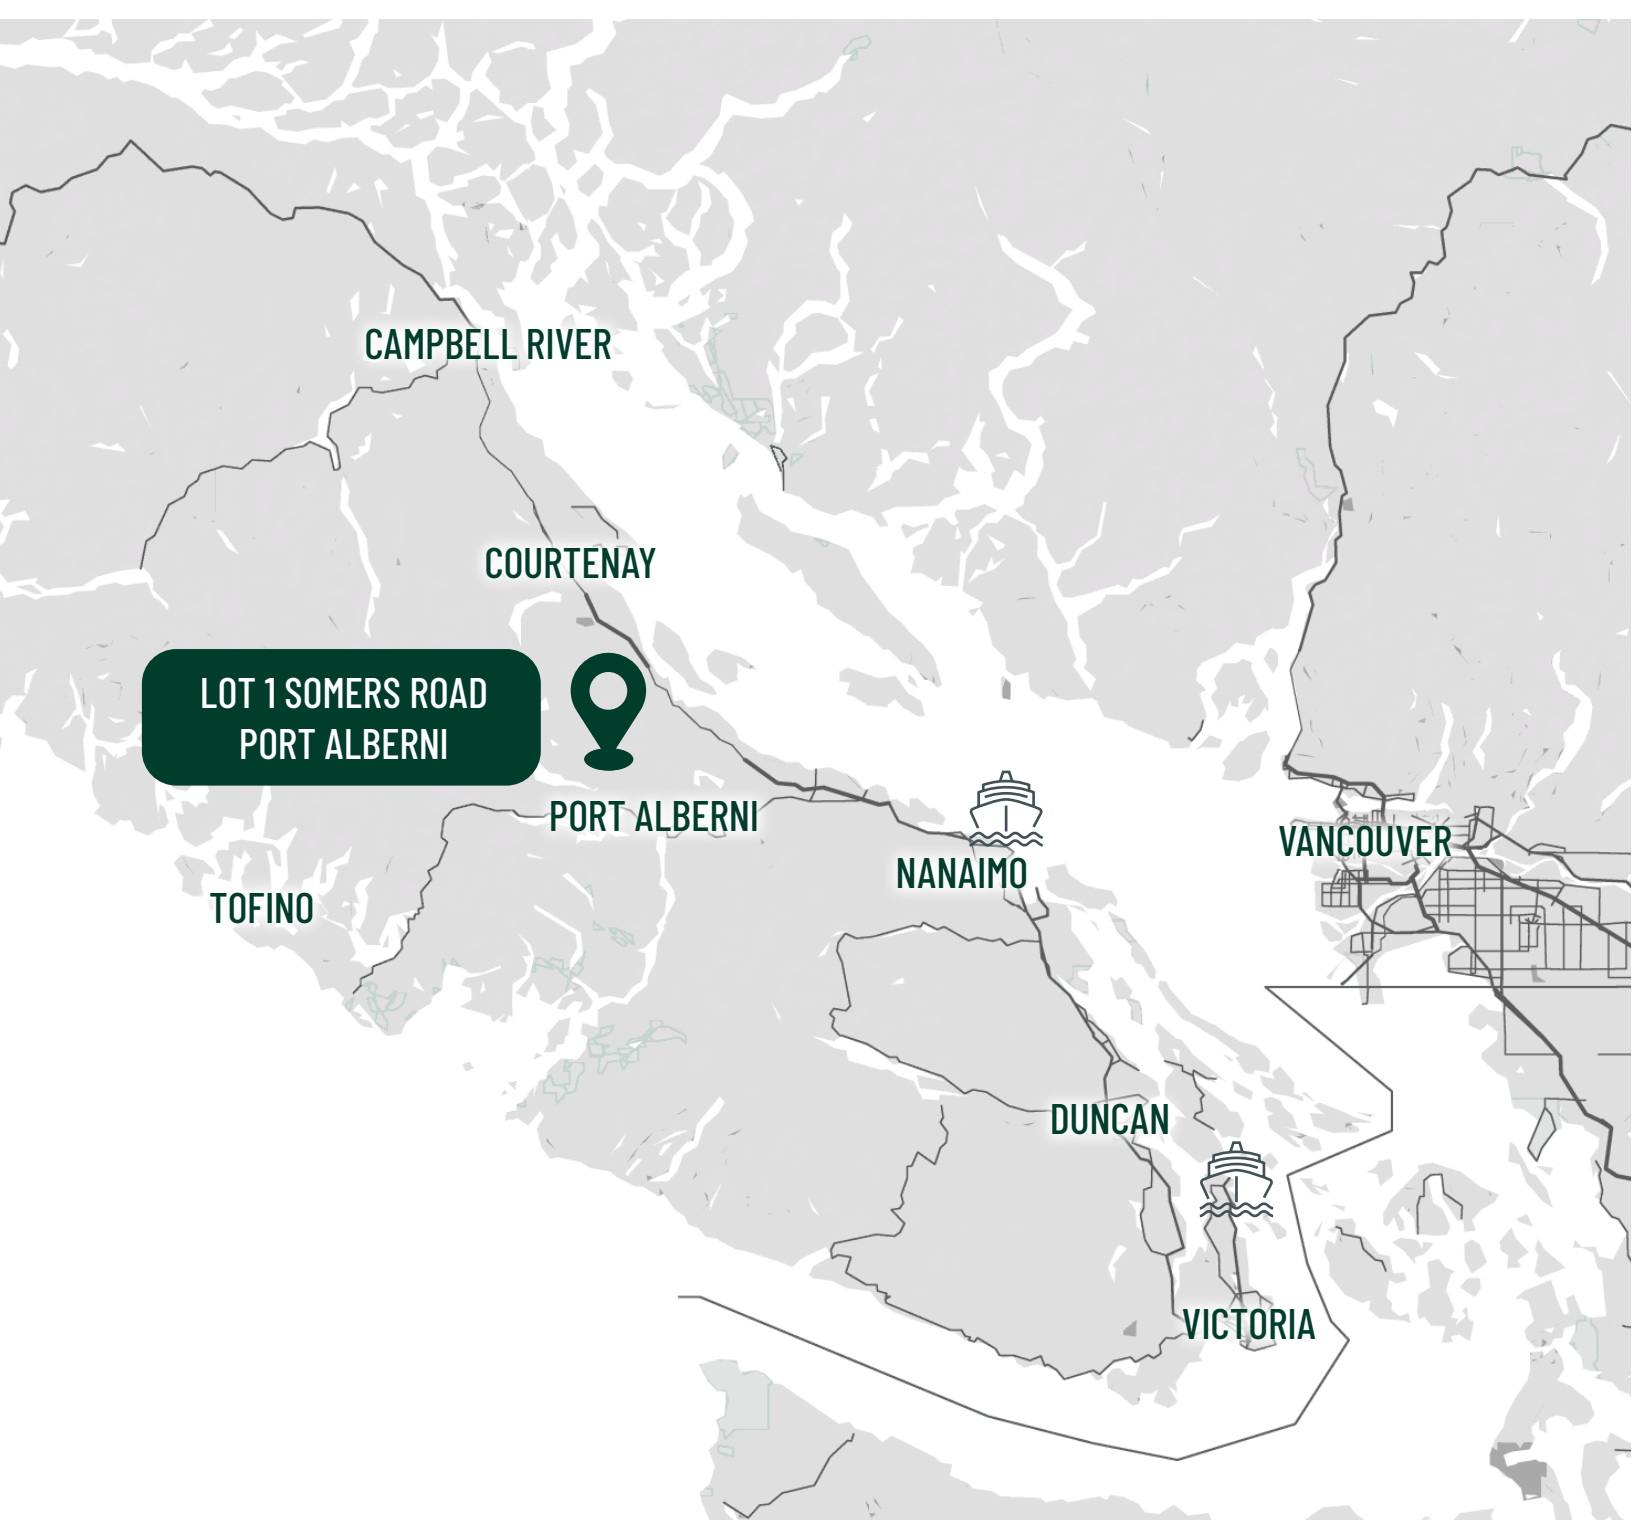 CAMPBELL RIVER
COURTENAY
LOT 1 SOMERS ROAD
PORT ALBERNI
PORT ALBERNI
VANCOUVER
NANAIMO
TOFINO
DUNCAN
VICTORIA